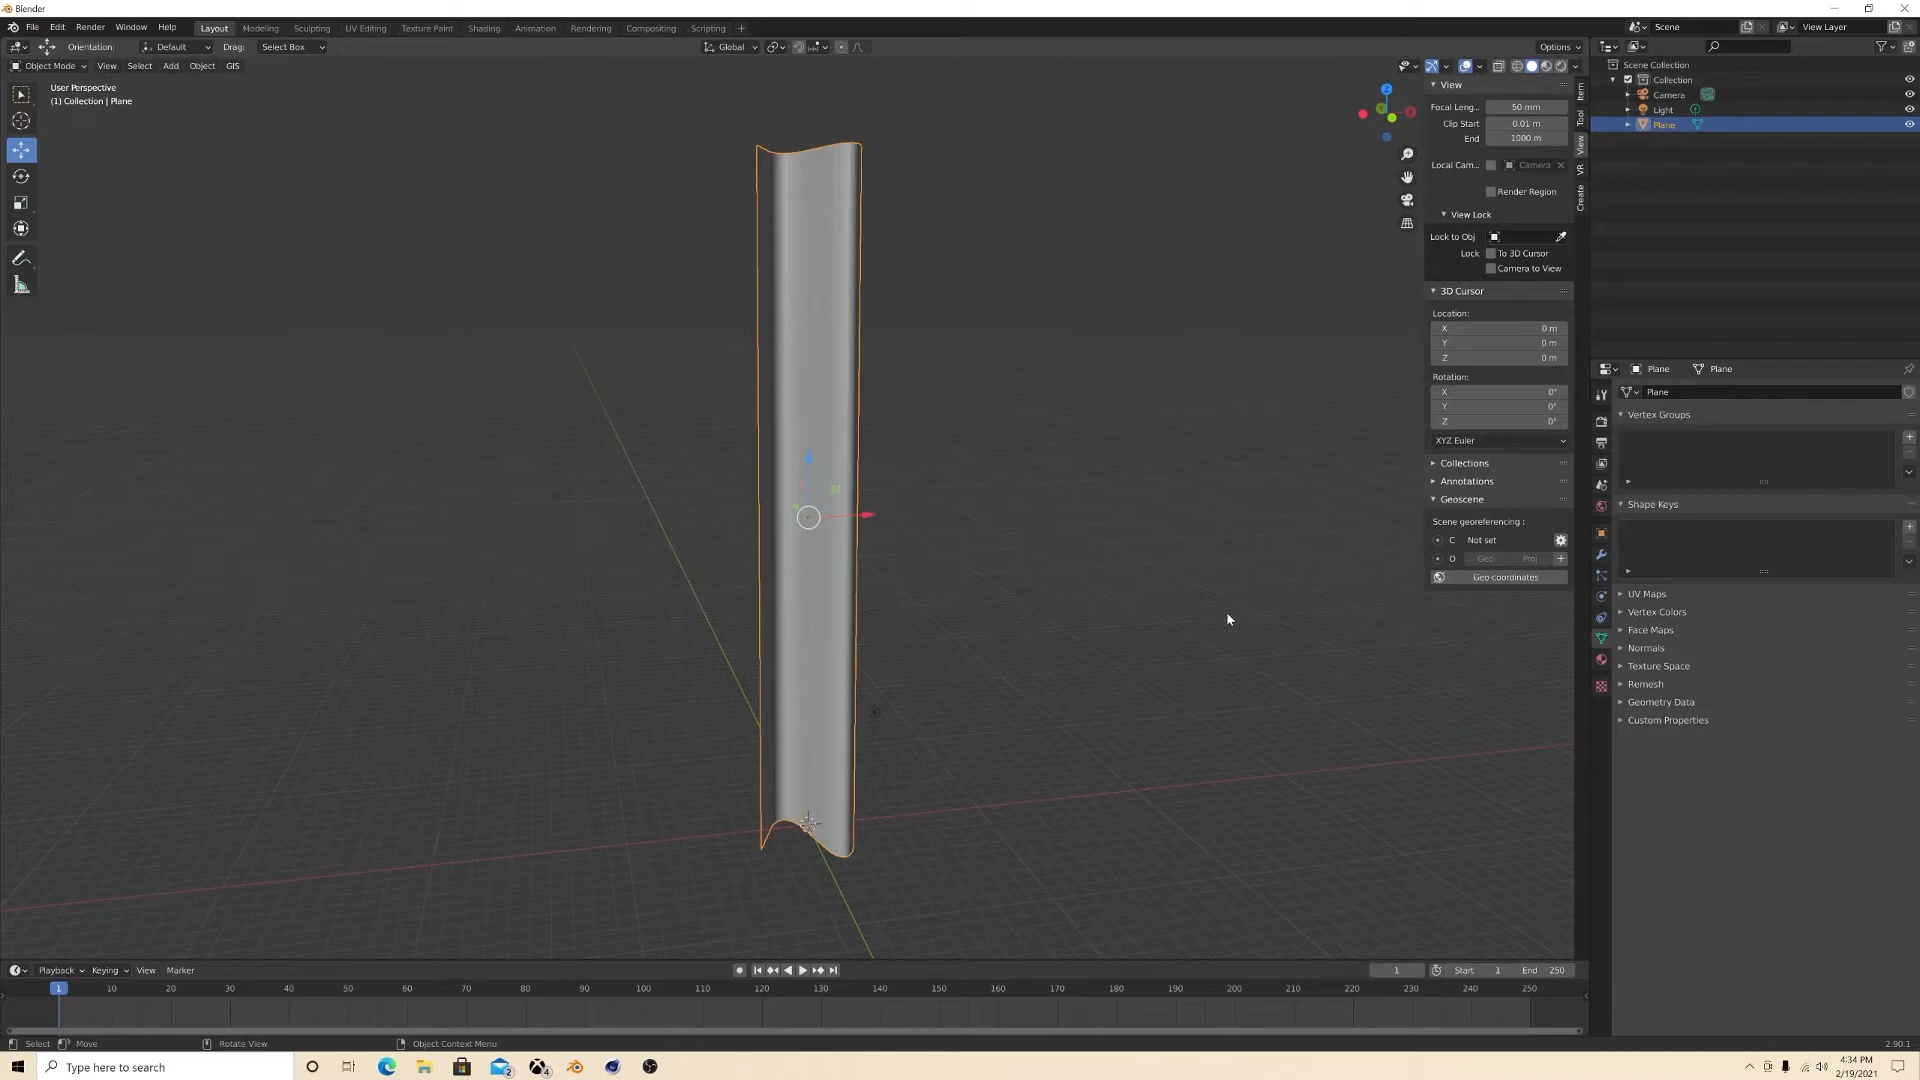 Blender
File Edit Render Window Help Layout Modeling Sculpting UV Editing Texture Paint Shading Animation Rendering Compositing Scripting + Scene View Layer
Orientation: Default Drag: Select Box Global Options
Object Mode View Select Add Object GIS
User Perspective
(1) Collection | Plane
View
Focal Leng... 50 mm
Clip Start 0.01 m
End 1000 m
Local Cam... Camera
Render Region
View Lock
Lock to Obj
Lock To 3D Cursor
Camera to View
3D Cursor
Location:
X 0 m
Y 0 m
Z 0 m
Rotation:
X 0°
Y 0°
Z 0°
XYZ Euler
Collections
Annotations
Geoscene
Scene georeferencing :
C Not set
O Geo Proj +
Geo-coordinates
Item
Tool
View
VR
Create
Z
Y
X
Scene Collection
Collection
Camera
Light
Plane
Plane Plane
Plane
Vertex Groups
Shape Keys
UV Maps
Vertex Colors
Face Maps
Normals
Texture Space
Remesh
Geometry Data
Custom Properties
Playback Keying View Marker 1 Start 1 End 250
1 10 20 30 40 50 60 70 80 90 100 110 120 130 140 150 160 170 180 190 200 210 220 230 240 250
Select Move Rotate View Object Context Menu 2.90.1
Type here to search 2 4 4:34 PM
2/19/2021